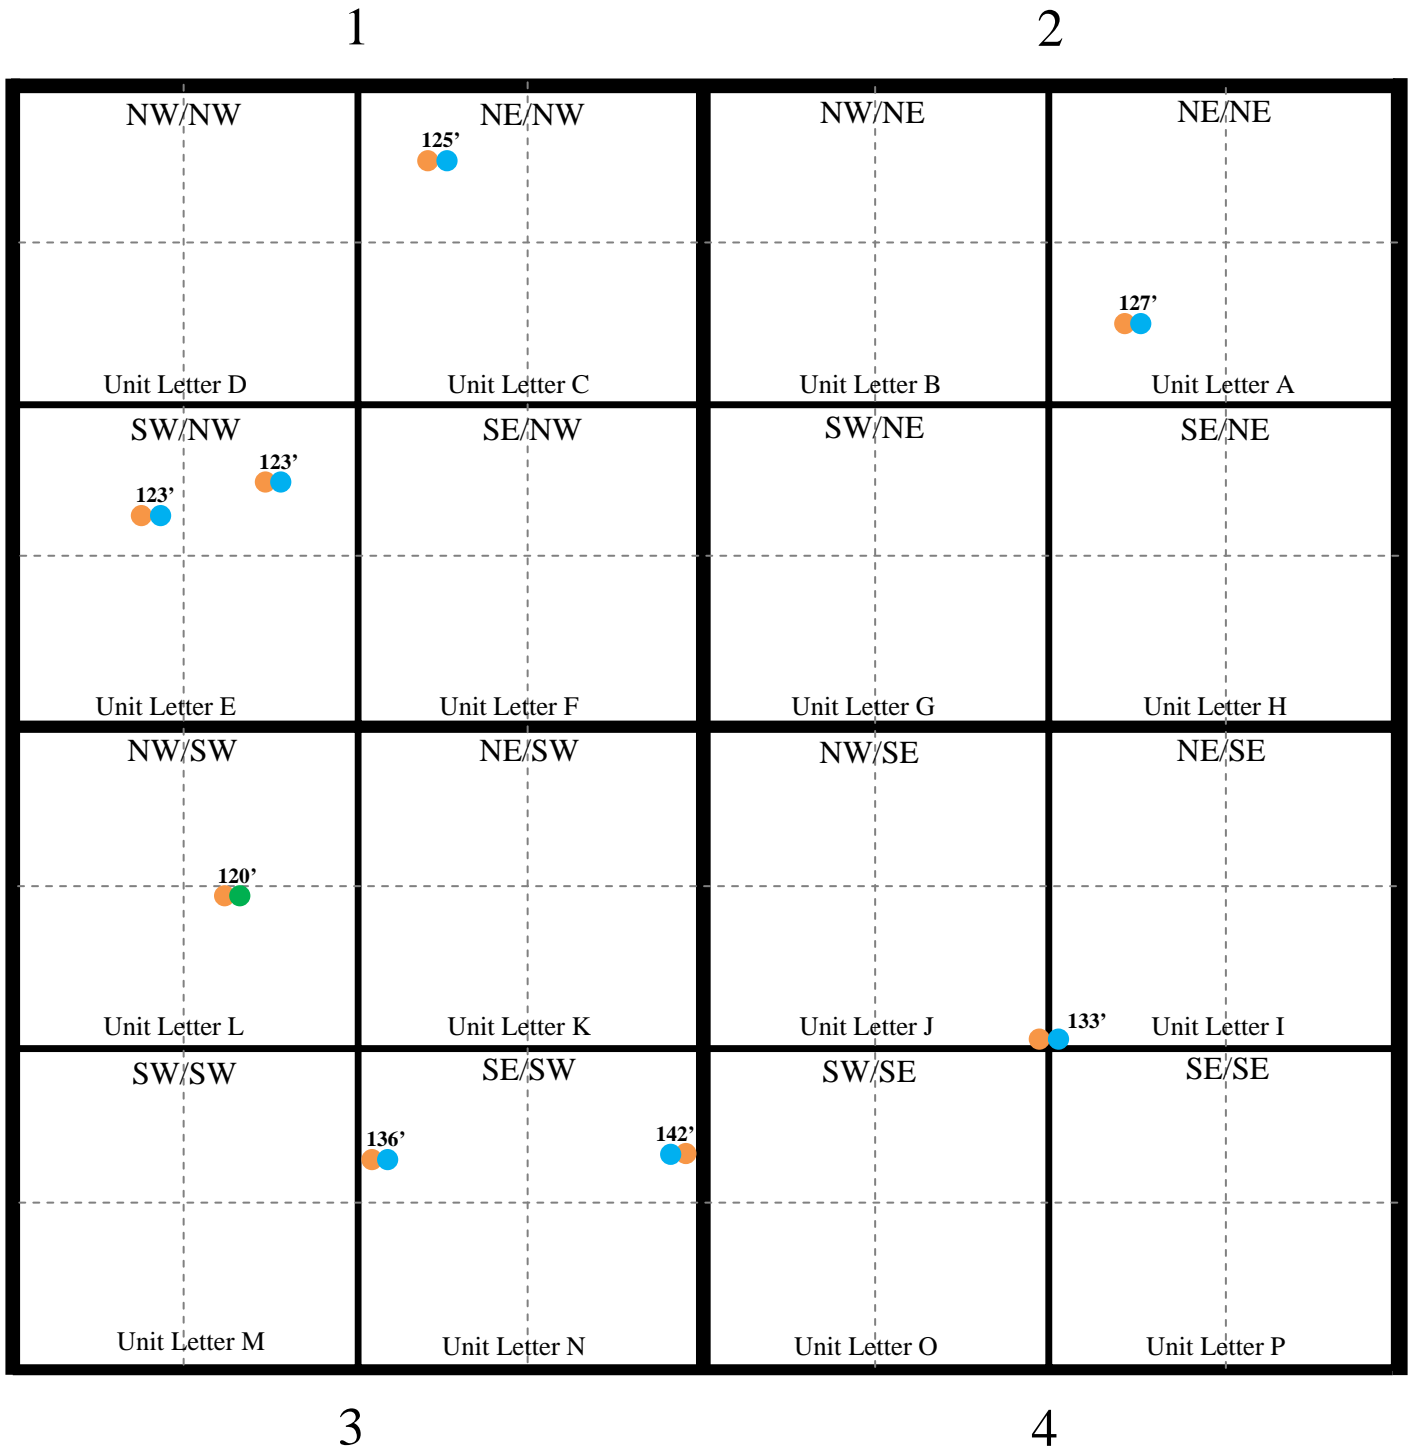 1
2
NW/NW
NE/NW
NW/NE
NE/NE
125’
127’
Unit Letter D
Unit Letter C
Unit Letter B
Unit Letter A
SW/NW
SE/NW
SW/NE
SE/NE
123’
123’
Unit Letter E
Unit Letter F
Unit Letter G
Unit Letter H
NW/SW
NE/SW
NW/SE
NE/SE
120’
Unit Letter L
Unit Letter K
Unit Letter J
133’
Unit Letter I
SW/SW
SE/SW
SW/SE
SE/SE
136’
142’
Unit Letter M
Unit Letter N
Unit Letter O
Unit Letter P
3
4